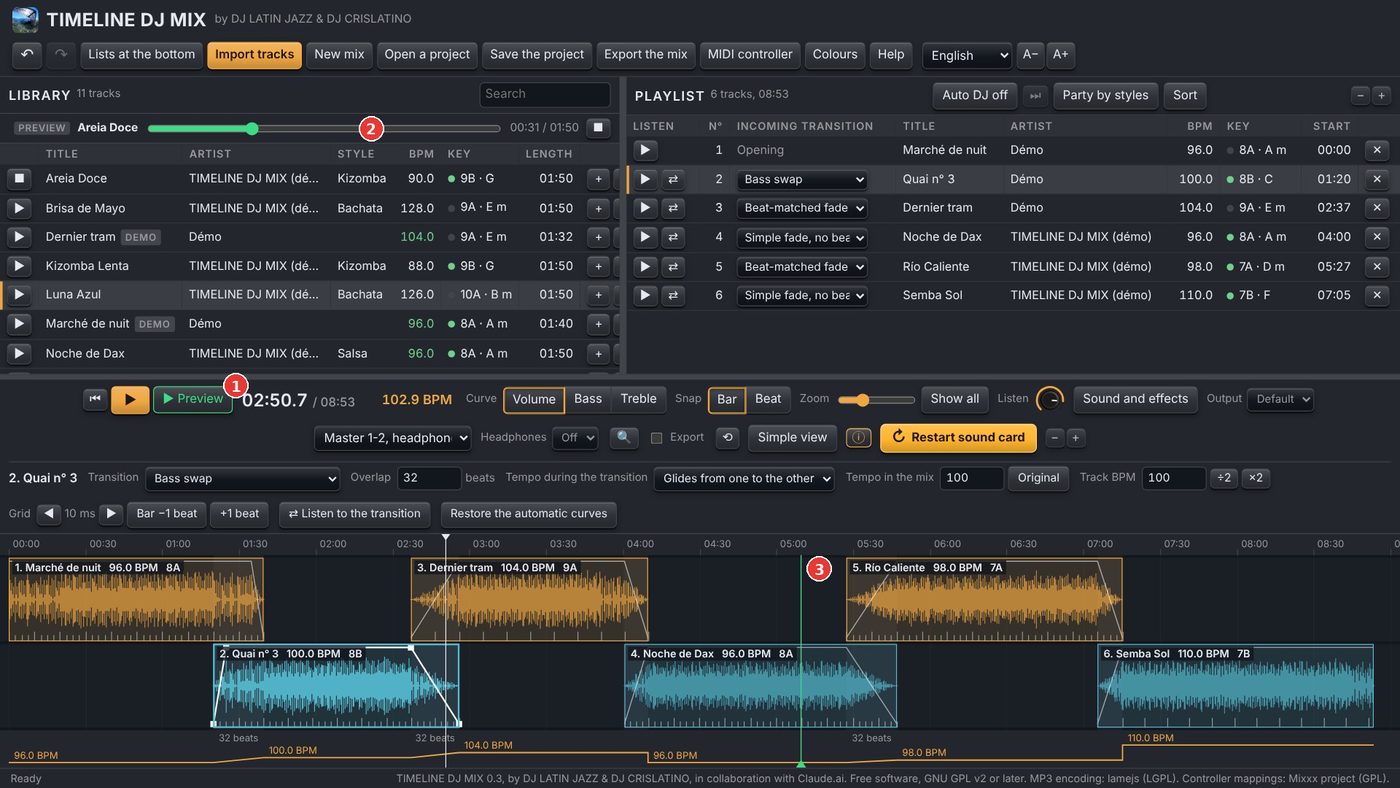 TIMELINE DJ MIX by DJ LATIN JAZZ & DJ CRISLATINO
Lists at the bottom Import tracks New mix Open a project Save the project Export the mix MIDI controller Colours Help English A− A+
LIBRARY 11 tracks Search
PREVIEW Areia Doce 2 00:31 / 01:50
TITLE ARTIST STYLE BPM KEY LENGTH
Areia Doce TIMELINE DJ MIX (dé… Kizomba 90.0 9B · G 01:50 +
Brisa de Mayo TIMELINE DJ MIX (dé… Bachata 128.0 9A · E m 01:50 +
Dernier tram DEMO Démo 104.0 9A · E m 01:32 +
Kizomba Lenta TIMELINE DJ MIX (dé… Kizomba 88.0 9B · G 01:50 +
Luna Azul TIMELINE DJ MIX (dé… Bachata 126.0 10A · B m 01:50 +
Marché de nuit DEMO Démo 96.0 8A · A m 01:40 +
Noche de Dax TIMELINE DJ MIX (dé… Salsa 96.0 8A · A m 01:50 +
PLAYLIST 6 tracks, 08:53 Auto DJ off Party by styles Sort − +
LISTEN N° INCOMING TRANSITION TITLE ARTIST BPM KEY START
1 Opening Marché de nuit Démo 96.0 8A · A m 00:00 ×
2 Bass swap Quai n° 3 Démo 100.0 8B · C 01:20 ×
3 Beat-matched fade Dernier tram Démo 104.0 9A · E m 02:37 ×
4 Simple fade, no bea Noche de Dax TIMELINE DJ MIX (démo) 96.0 8A · A m 04:00 ×
5 Beat-matched fade Río Caliente TIMELINE DJ MIX (démo) 98.0 7A · D m 05:27 ×
6 Simple fade, no bea Semba Sol TIMELINE DJ MIX (démo) 110.0 7B · F 07:05 ×
Preview 1 02:50.7 / 08:53 102.9 BPM Curve Volume Bass Treble Snap Bar Beat Zoom Show all Listen Sound and effects Output Default
Master 1-2, headphon Headphones Off Export Simple view Restart sound card − +
2. Quai n° 3 Transition Bass swap Overlap 32 beats Tempo during the transition Glides from one to the other Tempo in the mix 100 Original Track BPM 100 ÷2 ×2
Grid 10 ms Bar −1 beat +1 beat Listen to the transition Restore the automatic curves
00:00 00:30 01:00 01:30 02:00 02:30 03:00 03:30 04:00 04:30 05:00 05:30 06:00 06:30 07:00 07:30 08:00 08:30
1. Marché de nuit 96.0 BPM 8A 3. Dernier tram 104.0 BPM 9A 3 5. Río Caliente 98.0 BPM 7A
2. Quai n° 3 100.0 BPM 8B 4. Noche de Dax 96.0 BPM 8A 6. Semba Sol 110.0 BPM 7B
32 beats 32 beats 32 beats
96.0 BPM 100.0 BPM 104.0 BPM 96.0 BPM 98.0 BPM 110.0 BPM
Ready TIMELINE DJ MIX 0.3, by DJ LATIN JAZZ & DJ CRISLATINO, in collaboration with Claude.ai. Free software, GNU GPL v2 or later. MP3 encoding: lamejs (LGPL). Controller mappings: Mixxx project (GPL).